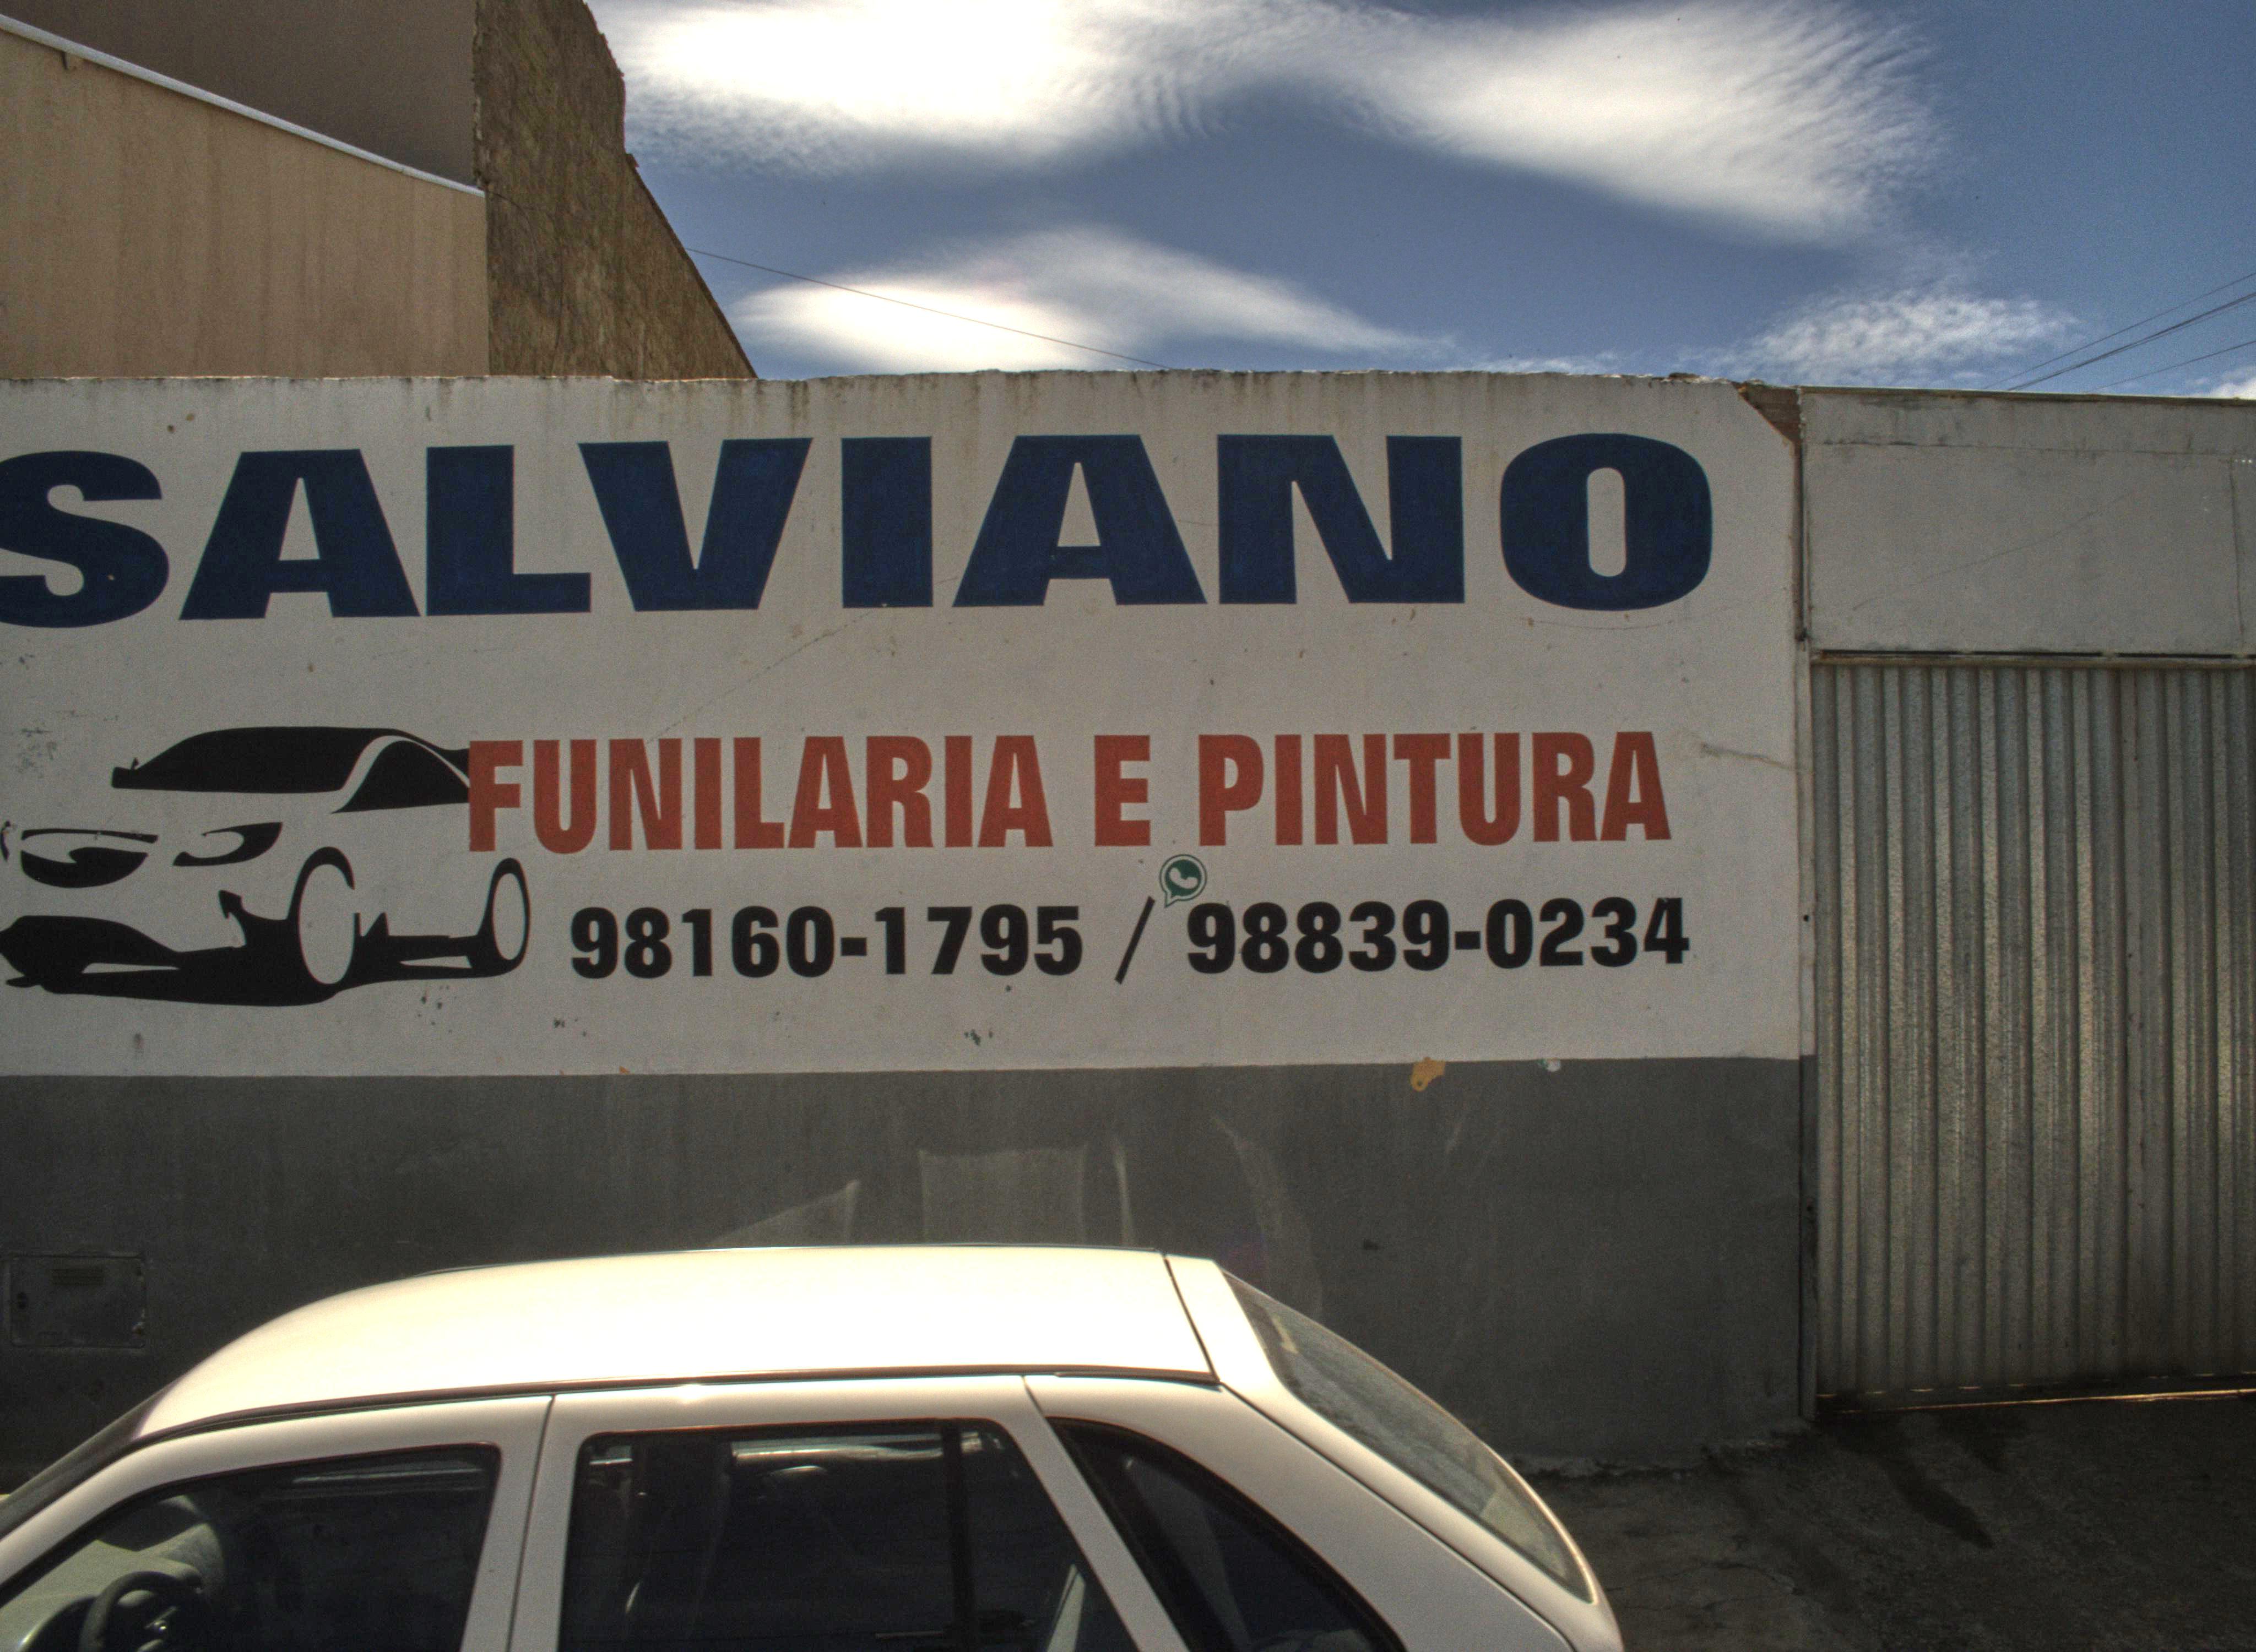 SALVIANO
FUNILARIA E PINTURA
98160-1795 / 98839-0234